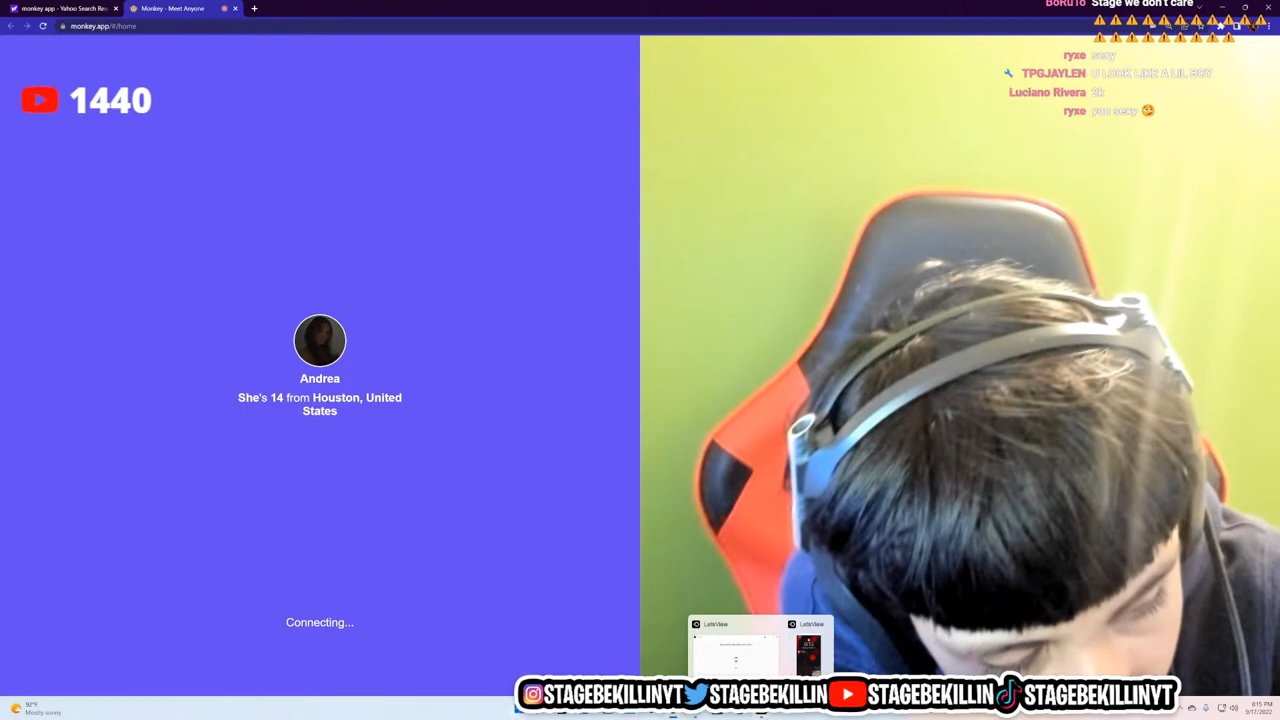 monkey app - Yahoo Search Re
Monkey - Meet Anyone
monkey.app/#/home
BoRuTo Stage we don't care
ryxe sexy
TPGJAYLEN U LOOK LIKE A LIL BOY
Luciano Rivera 2k
ryxe you sexy
1440
Andrea
She's 14 from Houston, United
States
Connecting...
LetsView
LetsView
STAGEBEKILLINYT STAGEBEKILLIN STAGEBEKILLIN STAGEBEKILLINYT
92°F
Mostly sunny
8:15 PM
9/17/2022